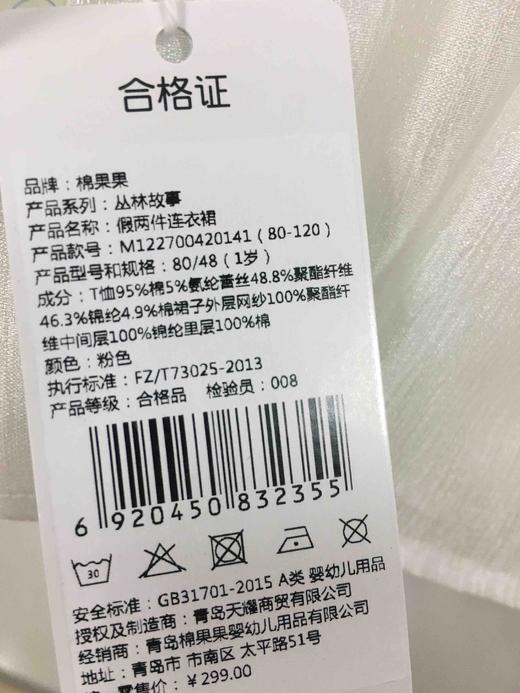 合格证
品牌：棉果果
产品系列：丛林故事
产品名称：假两件连衣裙
产品款号：M122700420141（80-120）
产品型号和规格：80/48（1岁）
成分：T恤95%棉5%氨纶蕾丝48.8%聚酯纤维
46.3%锦纶4.9%棉裙子外层网纱100%聚酯纤
维中间层100%锦纶里层100%棉
颜色：粉色
执行标准：FZ/T73025-2013
产品等级：合格品 检验员：008
6 920450 832355
30
安全标准：GB31701-2015 A类 婴幼儿用品
授权及制造商：青岛天耀商贸有限公司
经销商：青岛棉果果婴幼儿用品有限公司
地址：青岛市 市南区 太平路51号
零售价：￥299.00